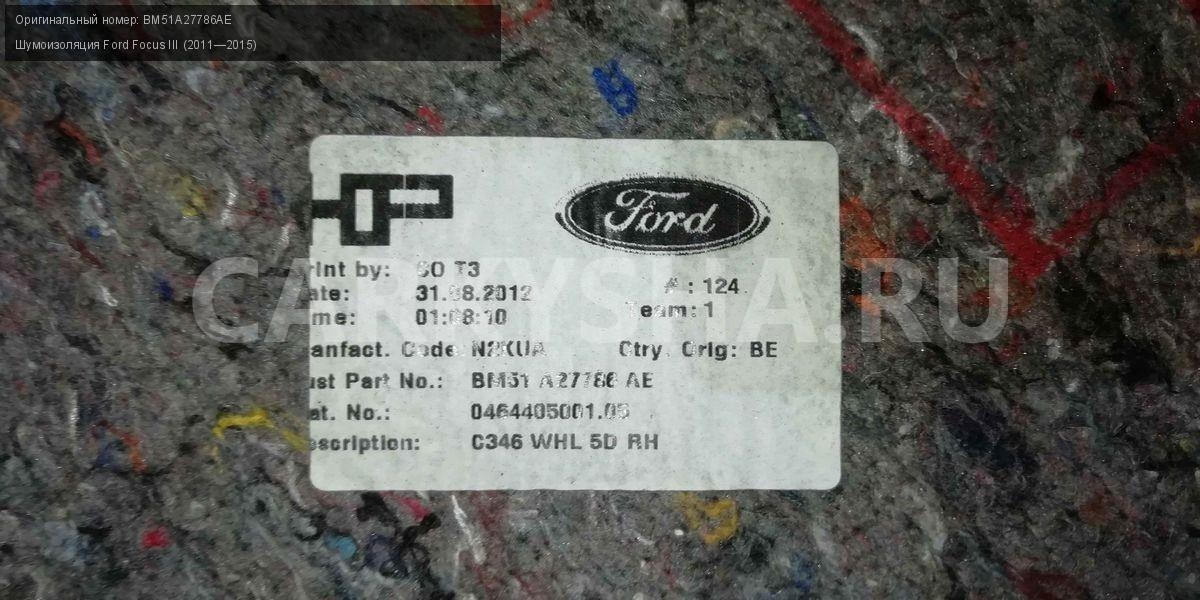 Оригинальный номер: BM51A27786AE
Шумоизоляция Ford Focus III (2011—2015)
Ford
rint by: SO T3
ate: 31.08.2012 # : 124
me: 01:08:10 Team: 1
anfact. Code N2KUA Ctry. Orig: BE
ust Part No.: BM51 A27786 AE
at. No.: 0464405001.05
escription: C346 WHL 5D RH
CARKYSHA.RU